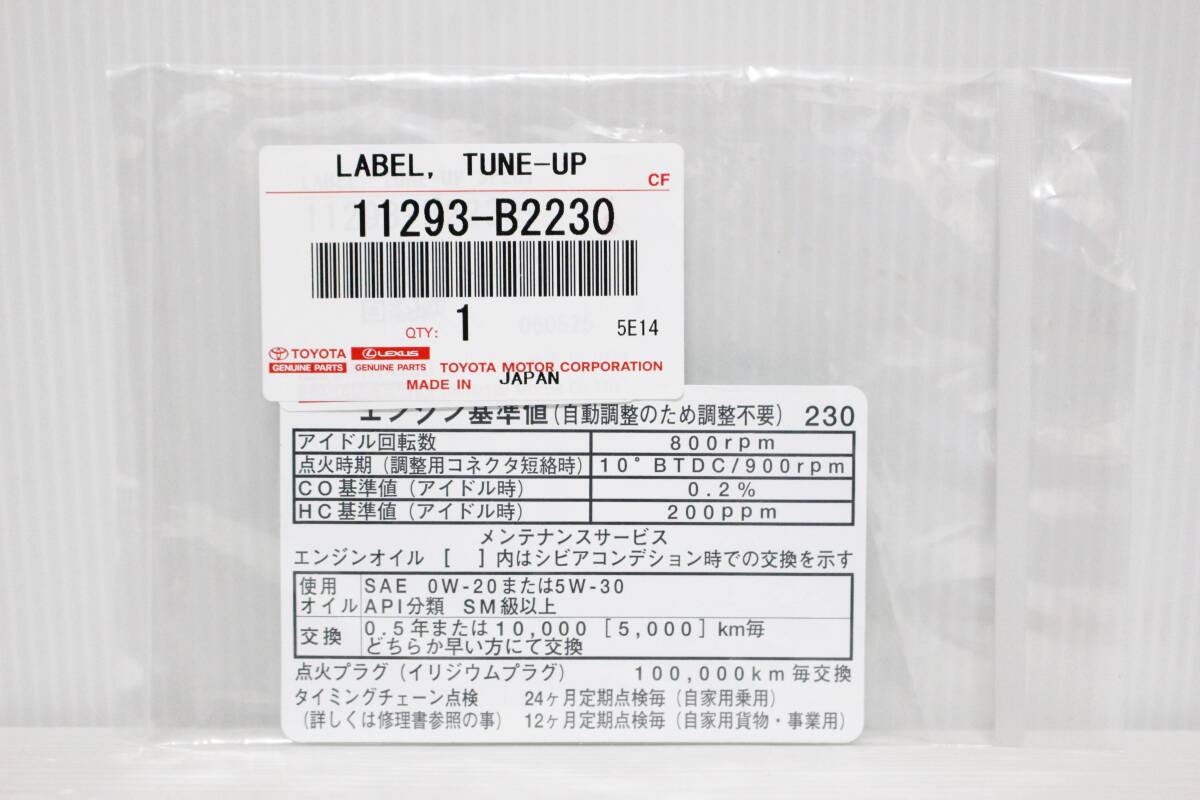 LABEL, TUNE-UP
CF
11293-B2230
QTY: 1
5E14
TOYOTA LEXUS
GENUINE PARTS GENUINE PARTS TOYOTA MOTOR CORPORATION
MADE IN JAPAN
エンジン基準値(自動調整のため調整不要) 230
アイドル回転数 800rpm
点火時期(調整用コネクタ短絡時) 10°BTDC/900rpm
CO基準値(アイドル時) 0.2%
HC基準値(アイドル時) 200ppm
メンテナンスサービス
エンジンオイル [ ]内はシビアコンデション時での交換を示す
使用 SAE 0W-20または5W-30
オイル API分類 SM級以上
交換 0.5年または10,000[5,000]km毎
どちらか早い方にて交換
点火プラグ(イリジウムプラグ) 100,000km毎交換
タイミングチェーン点検 24ヶ月定期点検毎(自家用乗用)
(詳しくは修理書参照の事) 12ヶ月定期点検毎(自家用貨物・事業用)